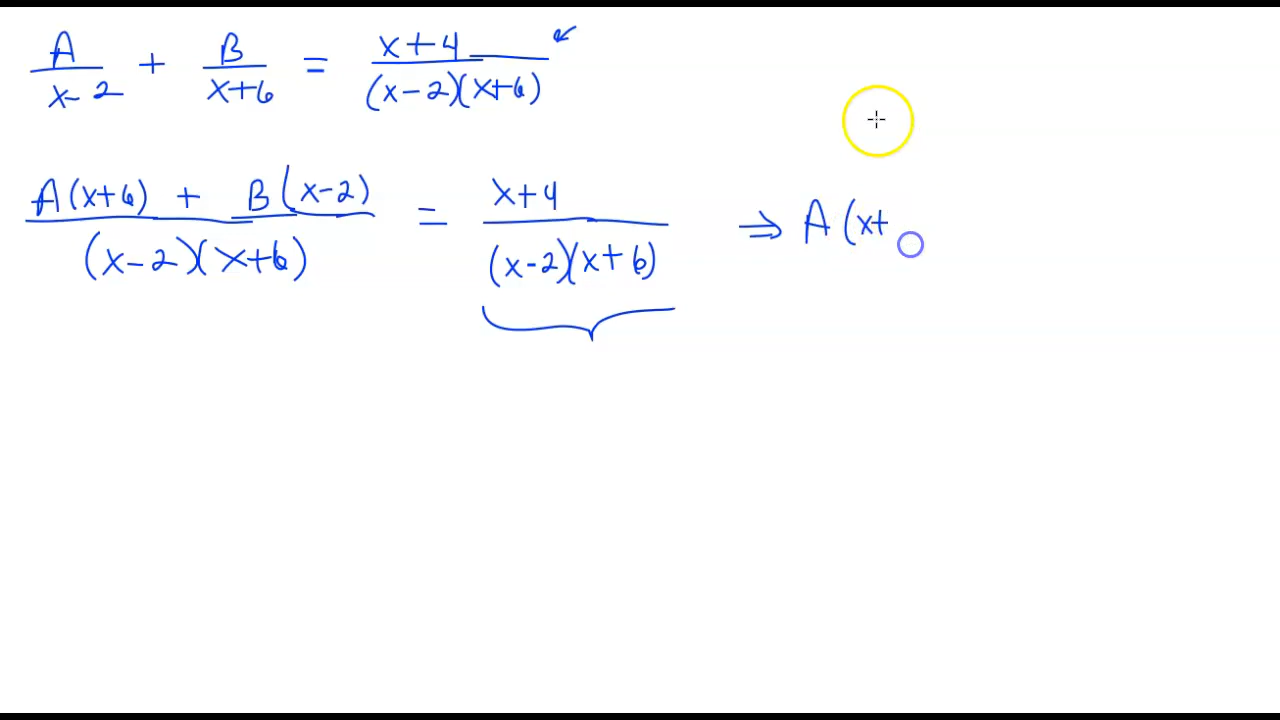 A/(x-2) + B/(x+6) = (x+4)/((x-2)(x+6))
(A(x+6) + B(x-2))/((x-2)(x+6)) = (x+4)/((x-2)(x+6)) ⇒ A(x+